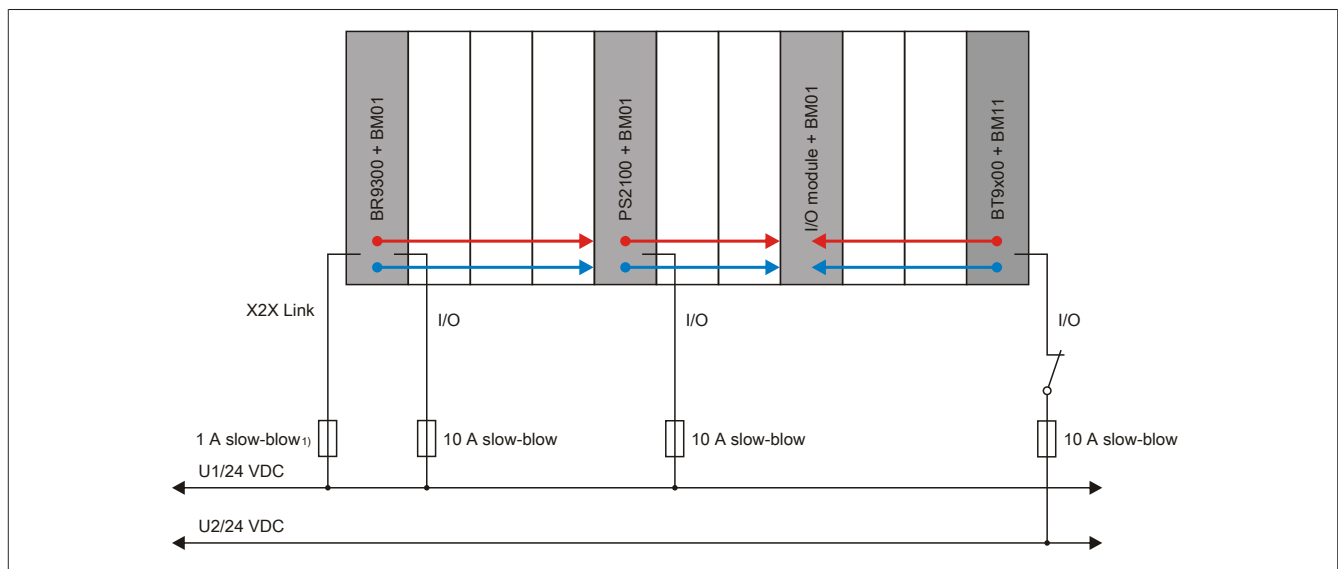 BR9300 + BM01
PS2100 + BM01
I/O module + BM01
BT9x00 + BM11
X2X Link
I/O
I/O
I/O
1 A slow-blow1)
10 A slow-blow
10 A slow-blow
10 A slow-blow
U1/24 VDC
U2/24 VDC